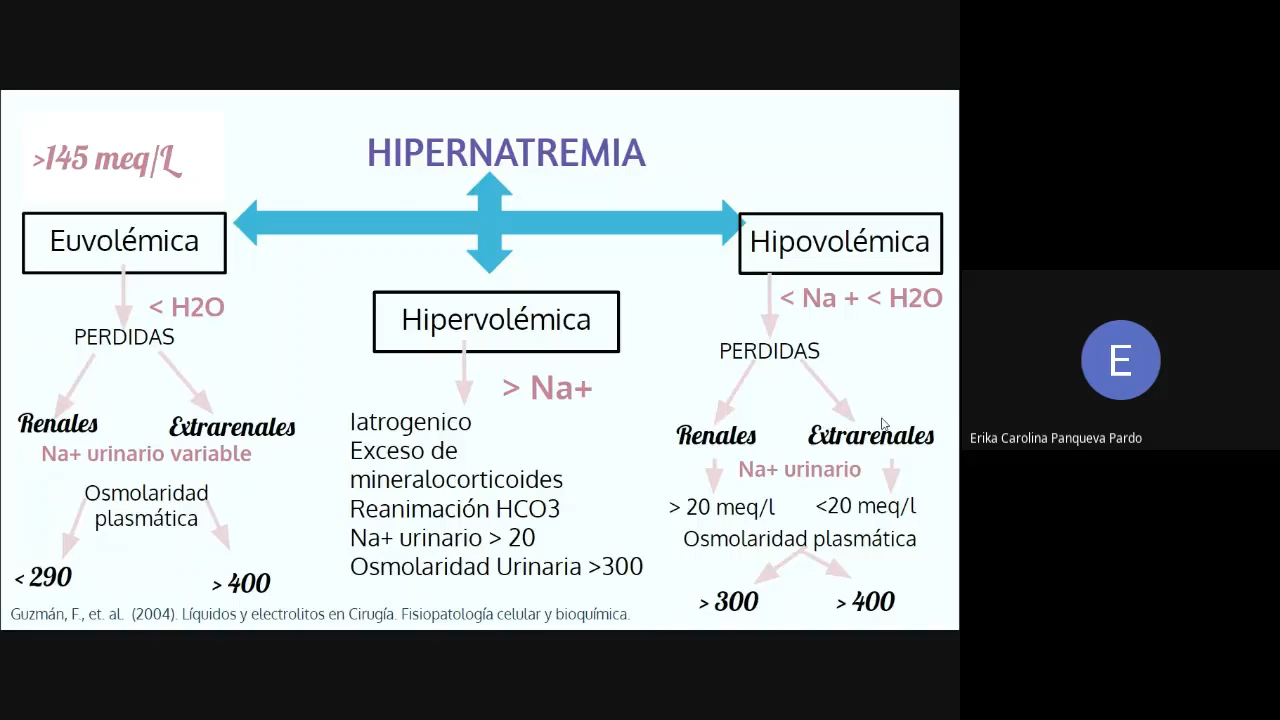 >145 meq/L
HIPERNATREMIA
Euvolémica
< H2O
PERDIDAS
Renales
Extrarenales
Na+ urinario variable
Osmolaridad
plasmática
< 290
> 400
Hipervolémica
> Na+
Iatrogenico
Exceso de
mineralocorticoides
Reanimación HCO3
Na+ urinario > 20
Osmolaridad Urinaria >300
Hipovolémica
< Na + < H2O
PERDIDAS
Renales
Extrarenales
Na+ urinario
> 20 meq/l
<20 meq/l
Osmolaridad plasmática
> 300
> 400
Guzmán, F., et. al. (2004). Líquidos y electrolitos en Cirugía. Fisiopatología celular y bioquímica.
E
Erika Carolina Panqueva Pardo